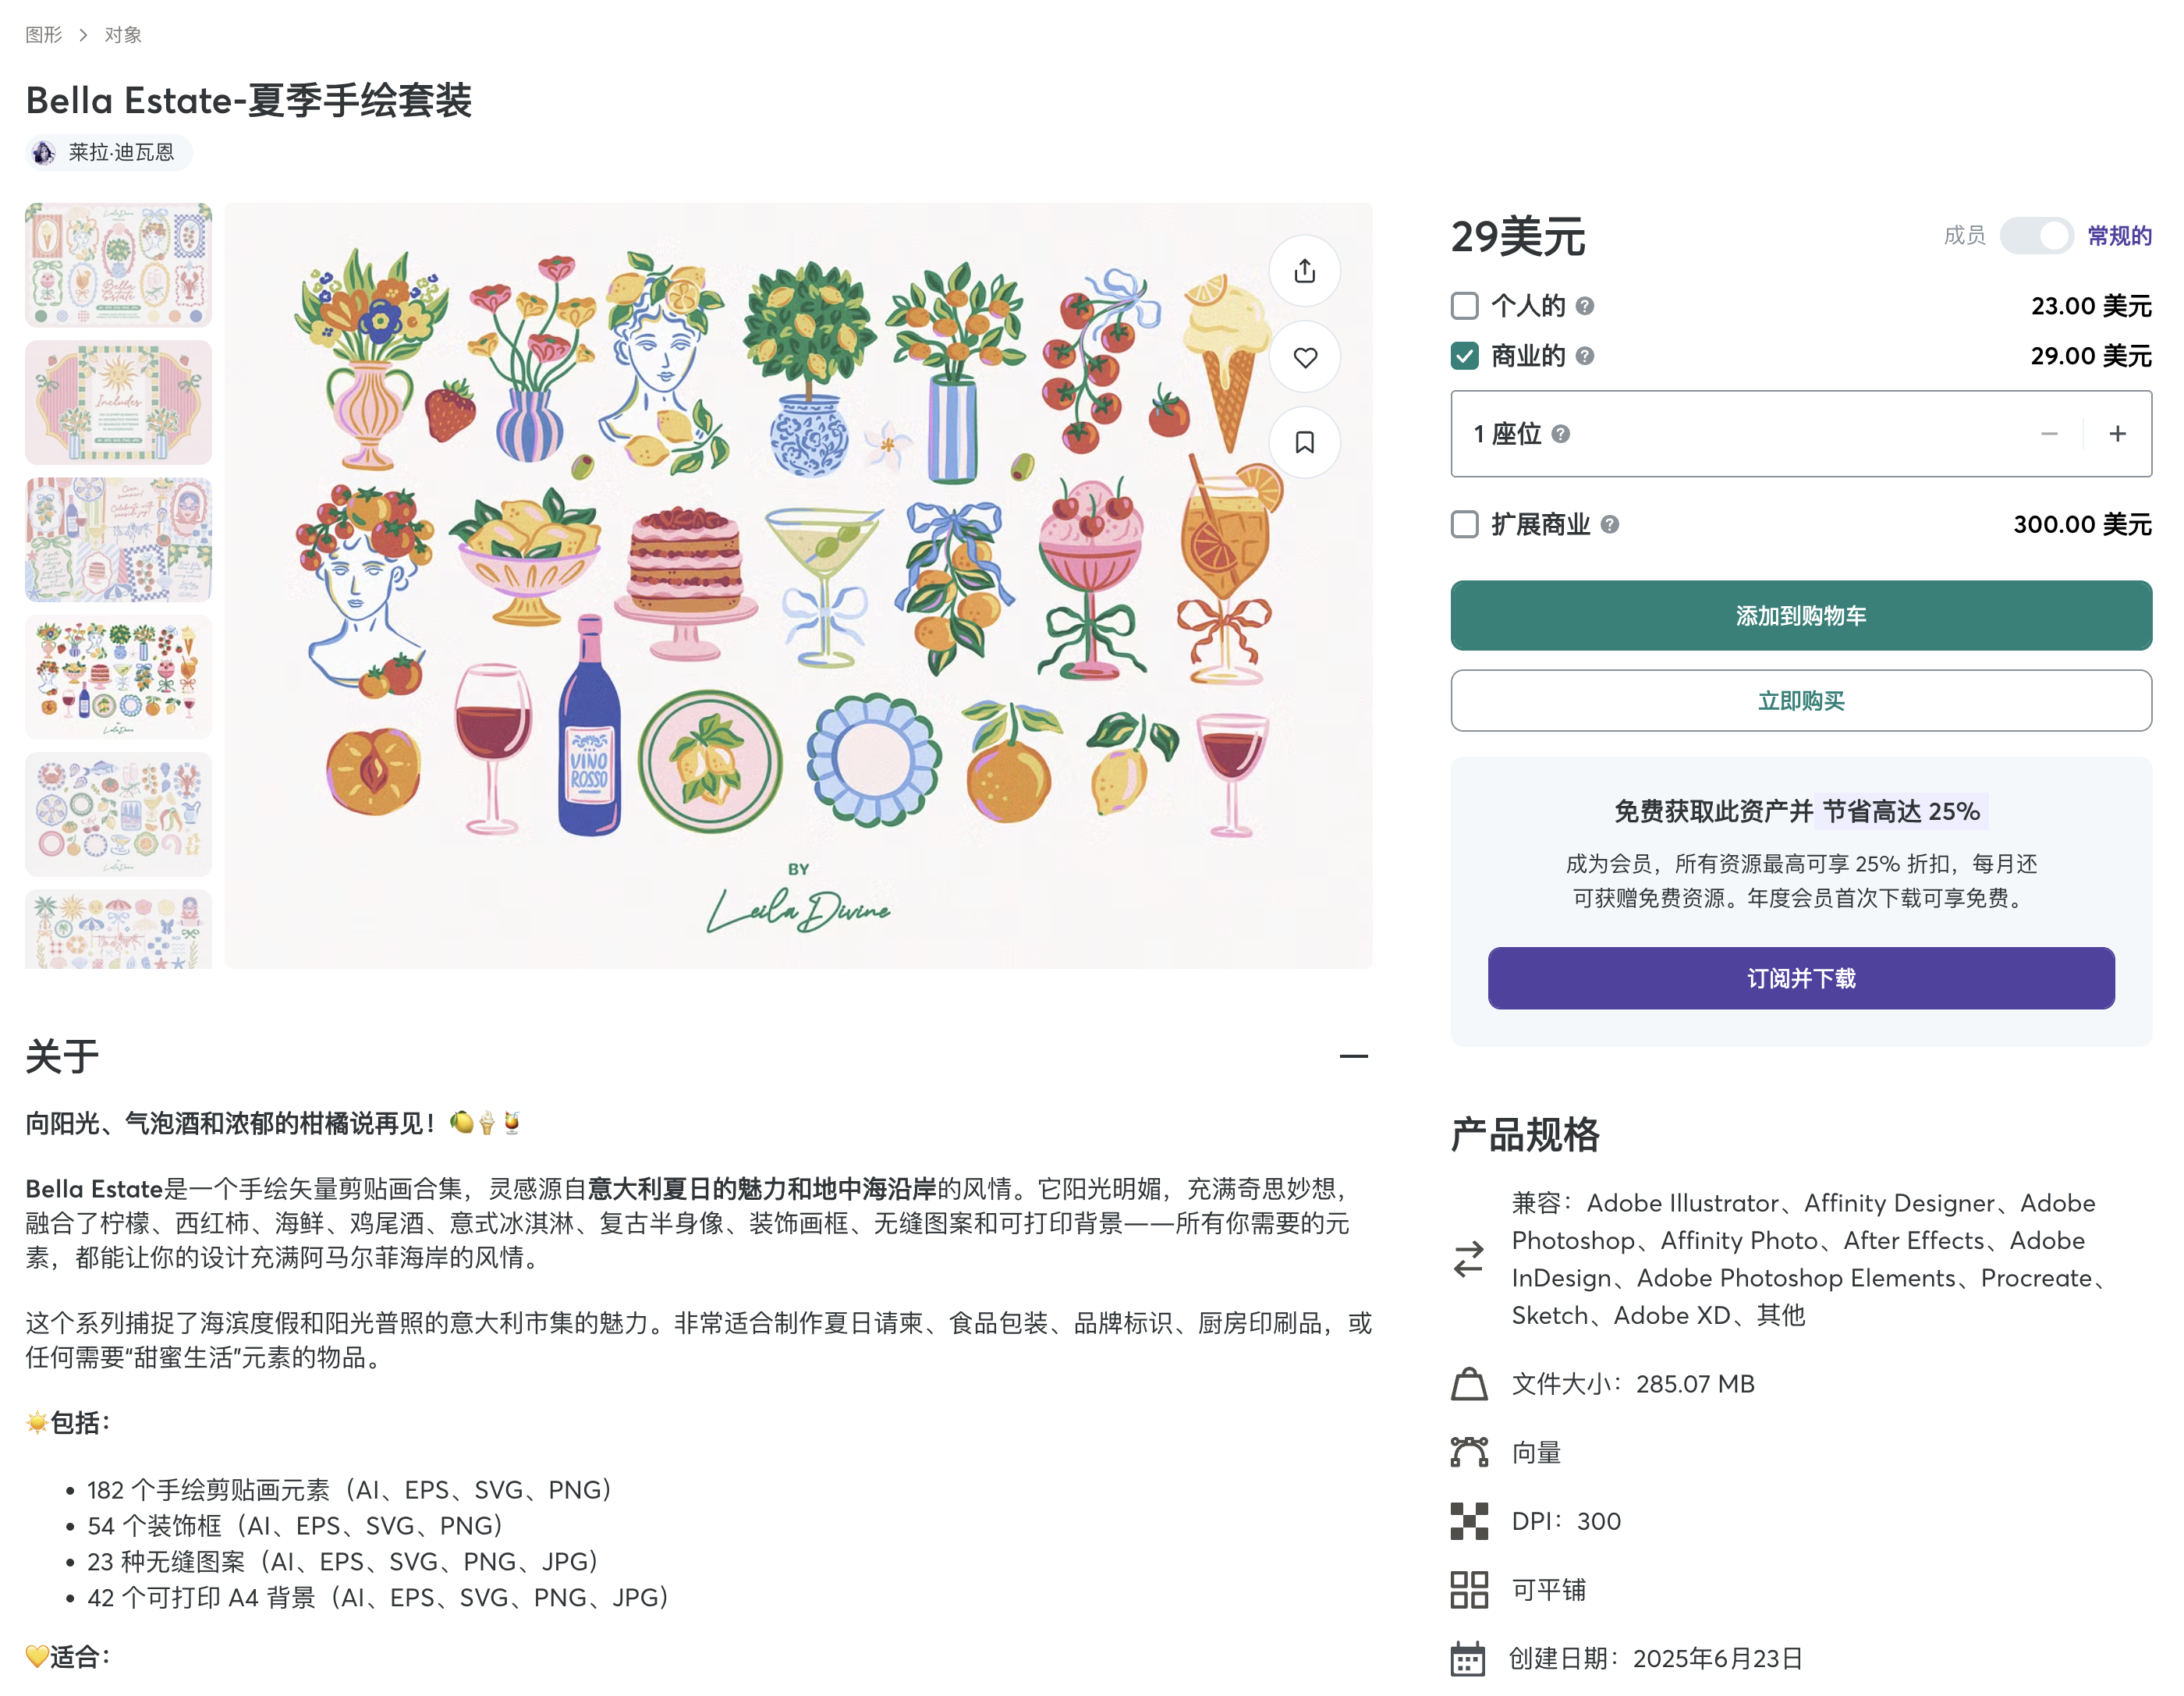 图形 > 对象
Bella Estate-夏季手绘套装
莱拉·迪瓦恩
VINO
ROSSO
BY
Leila Divine
29美元
成员 常规的
个人的 23.00 美元
商业的 29.00 美元
1 座位
扩展商业 300.00 美元
添加到购物车
立即购买
免费获取此资产并 节省高达 25%
成为会员，所有资源最高可享 25% 折扣，每月还
可获赠免费资源。年度会员首次下载可享免费。
订阅并下载
关于
向阳光、气泡酒和浓郁的柑橘说再见！🍋🍦🍹
Bella Estate是一个手绘矢量剪贴画合集，灵感源自意大利夏日的魅力和地中海沿岸的风情。它阳光明媚，充满奇思妙想，
融合了柠檬、西红柿、海鲜、鸡尾酒、意式冰淇淋、复古半身像、装饰画框、无缝图案和可打印背景——所有你需要的元
素，都能让你的设计充满阿马尔菲海岸的风情。
这个系列捕捉了海滨度假和阳光普照的意大利市集的魅力。非常适合制作夏日请柬、食品包装、品牌标识、厨房印刷品，或
任何需要“甜蜜生活”元素的物品。
☀️包括：
• 182 个手绘剪贴画元素（AI、EPS、SVG、PNG）
• 54 个装饰框（AI、EPS、SVG、PNG）
• 23 种无缝图案（AI、EPS、SVG、PNG、JPG）
• 42 个可打印 A4 背景（AI、EPS、SVG、PNG、JPG）
💛适合：
产品规格
兼容：Adobe Illustrator、Affinity Designer、Adobe
Photoshop、Affinity Photo、After Effects、Adobe
InDesign、Adobe Photoshop Elements、Procreate、
Sketch、Adobe XD、其他
文件大小：285.07 MB
向量
DPI：300
可平铺
创建日期：2025年6月23日